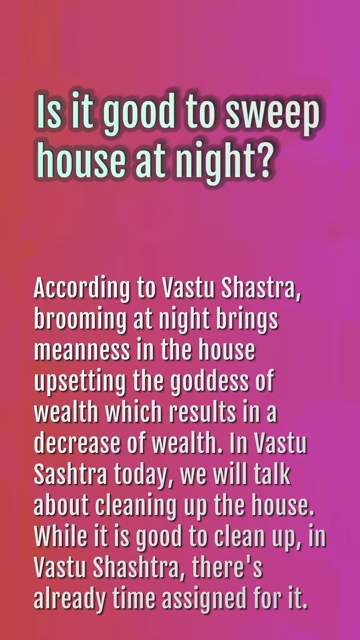 Is it good to sweep
house at night?
According to Vastu Shastra,
brooming at night brings
meanness in the house
upsetting the goddess of
wealth which results in a
decrease of wealth. In Vastu
Sashtra today, we will talk
about cleaning up the house.
While it is good to clean up, in
Vastu Shashtra, there's
already time assigned for it.